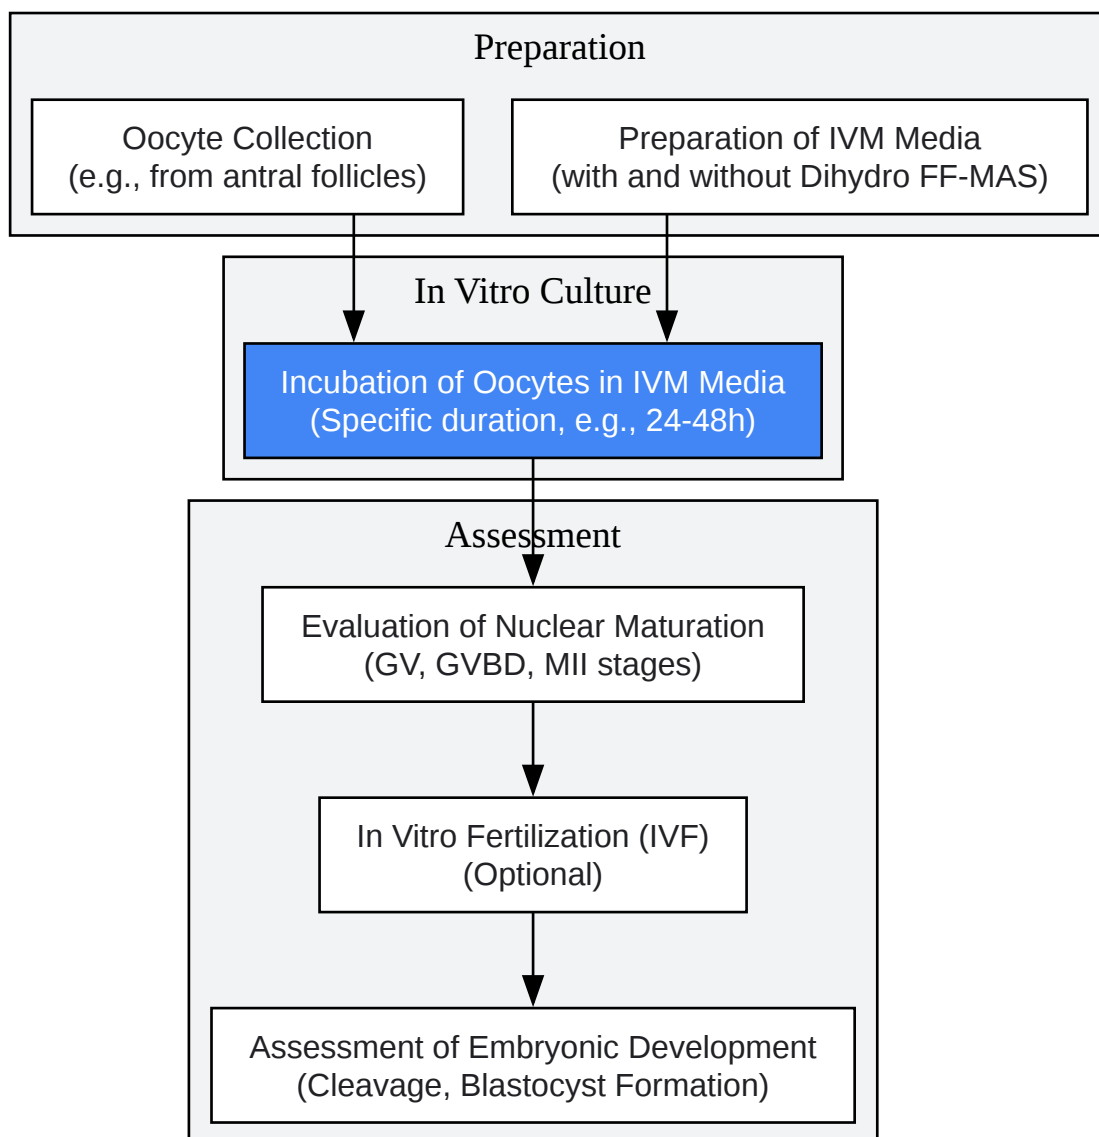 Preparation
Oocyte Collection
(e.g., from antral follicles)
Preparation of IVM Media
(with and without Dihydro FF-MAS)
In Vitro Culture
Incubation of Oocytes in IVM Media
(Specific duration, e.g., 24-48h)
Assessment
Evaluation of Nuclear Maturation
(GV, GVBD, MII stages)
In Vitro Fertilization (IVF)
(Optional)
Assessment of Embryonic Development
(Cleavage, Blastocyst Formation)